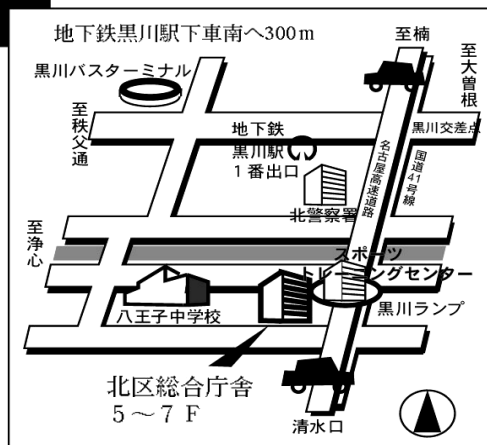 地下鉄黒川駅下車南へ300m
至楠
至大曽根
黒川バスターミナル
至秩父通
地下鉄
黒川駅
1番出口
黒川交差点
名古屋高速道路
国道41号線
北警察署
至浄心
スポーツ
トレーニングセンター
八王子中学校
黒川ランプ
北区総合庁舎
5～7F
清水口